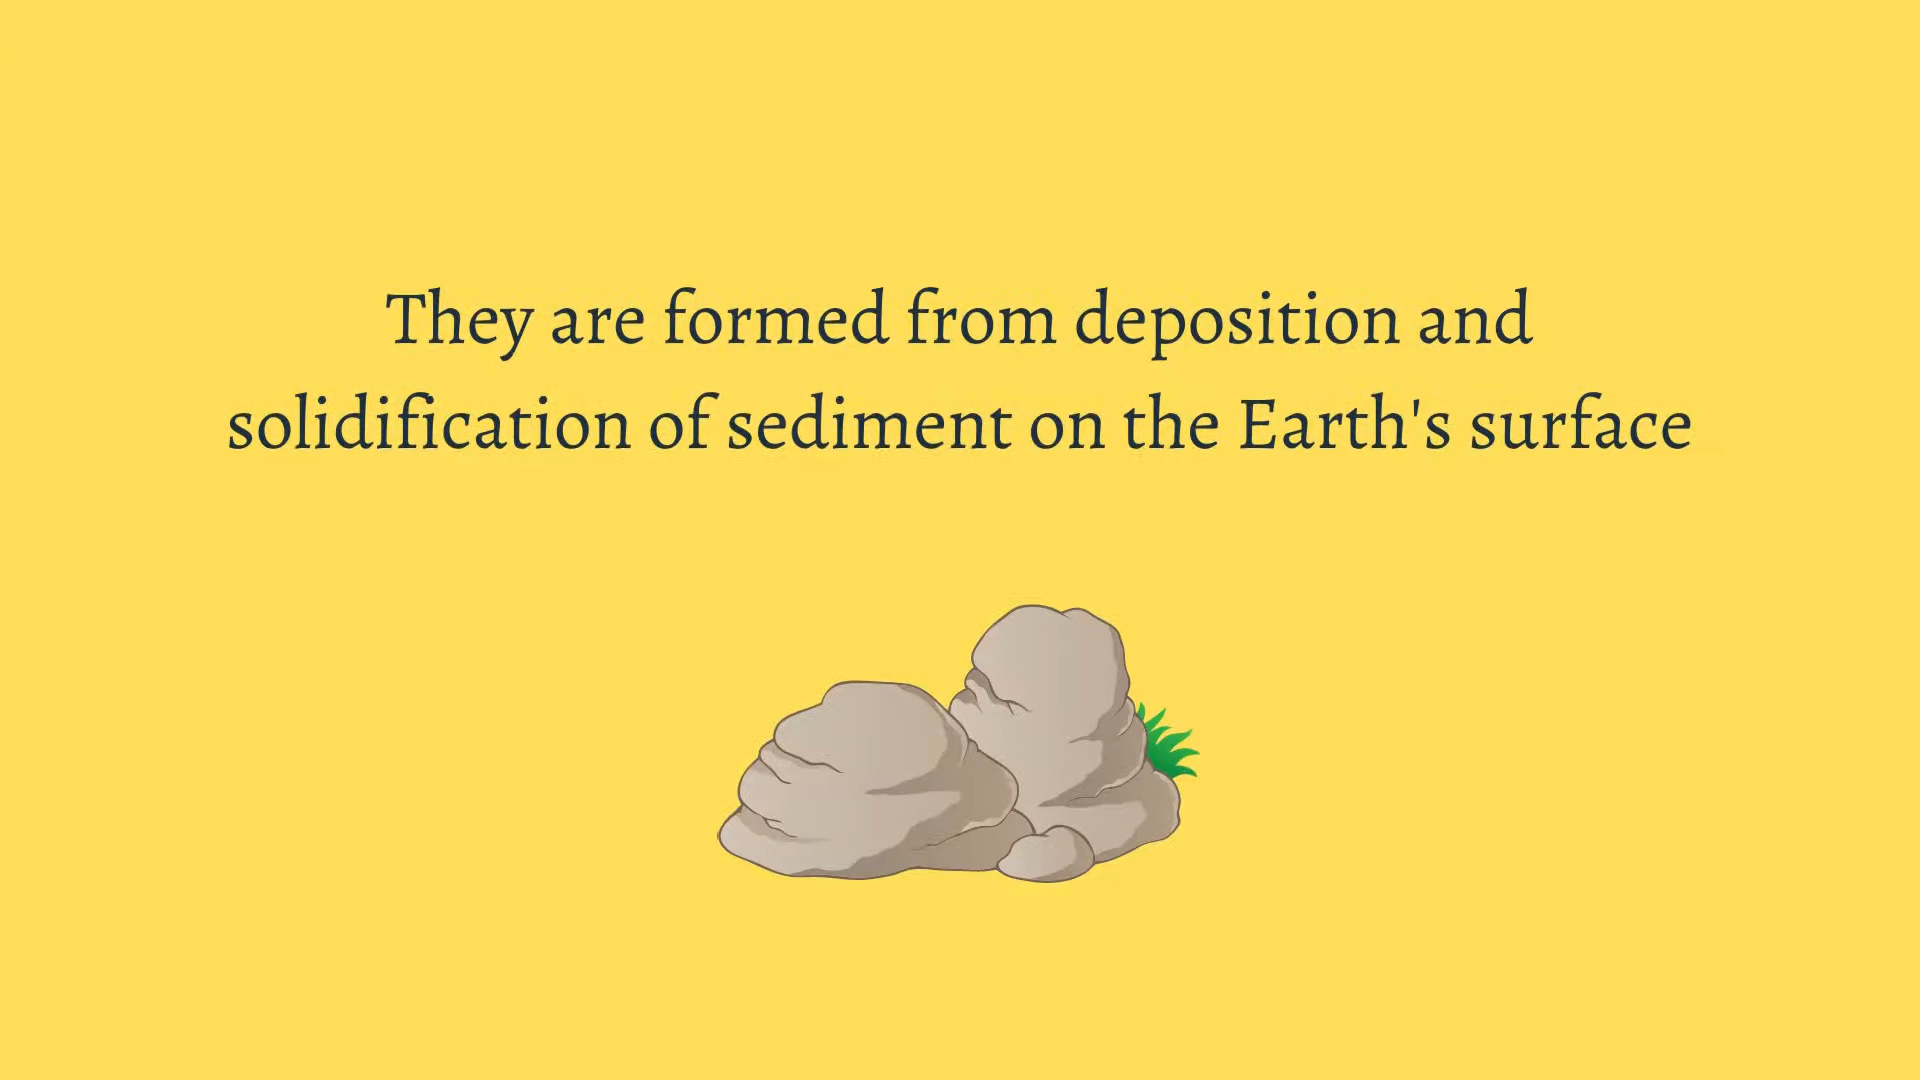 They are formed from deposition and
solidification of sediment on the Earth's surface